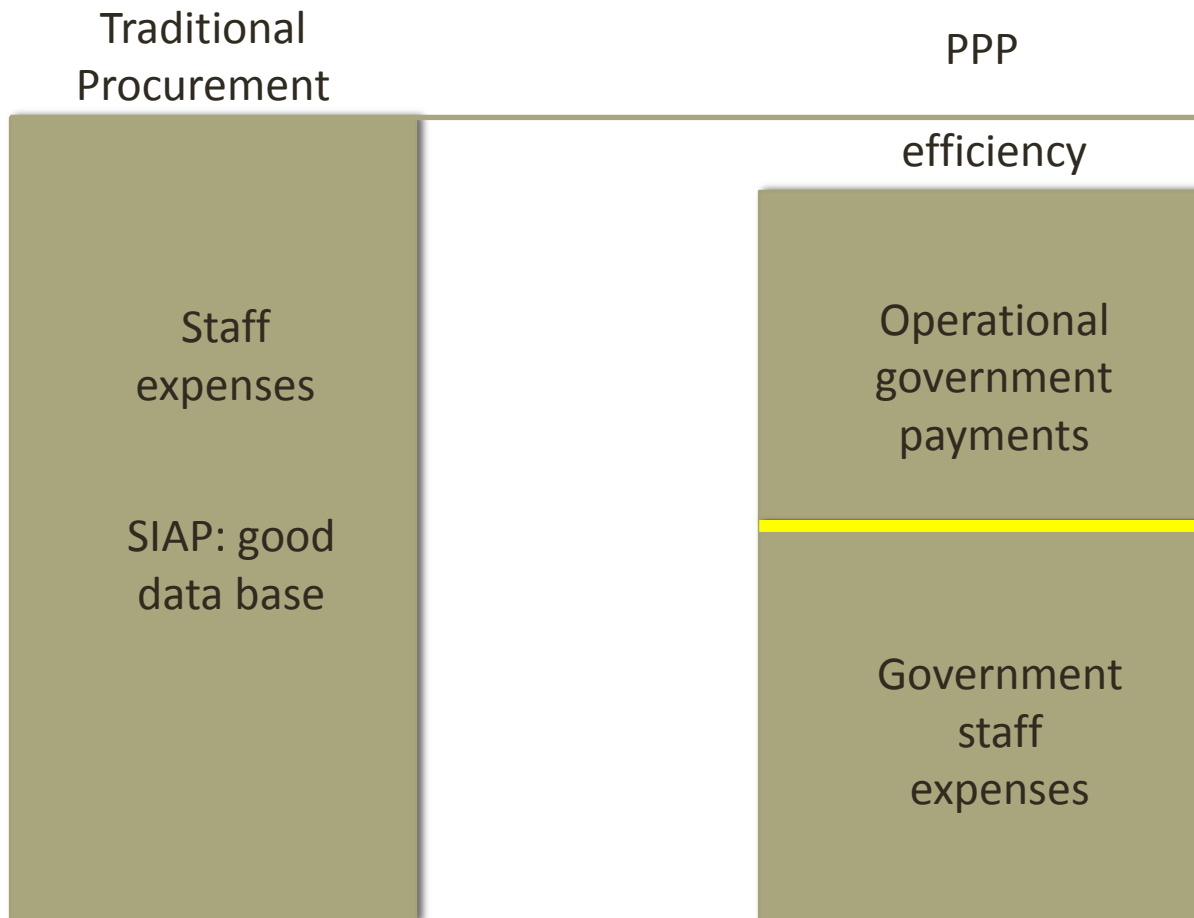 Traditional
Procurement
PPP
efficiency
Staff
expenses
SIAP: good
data base
Operational
government
payments
Government
staff
expenses